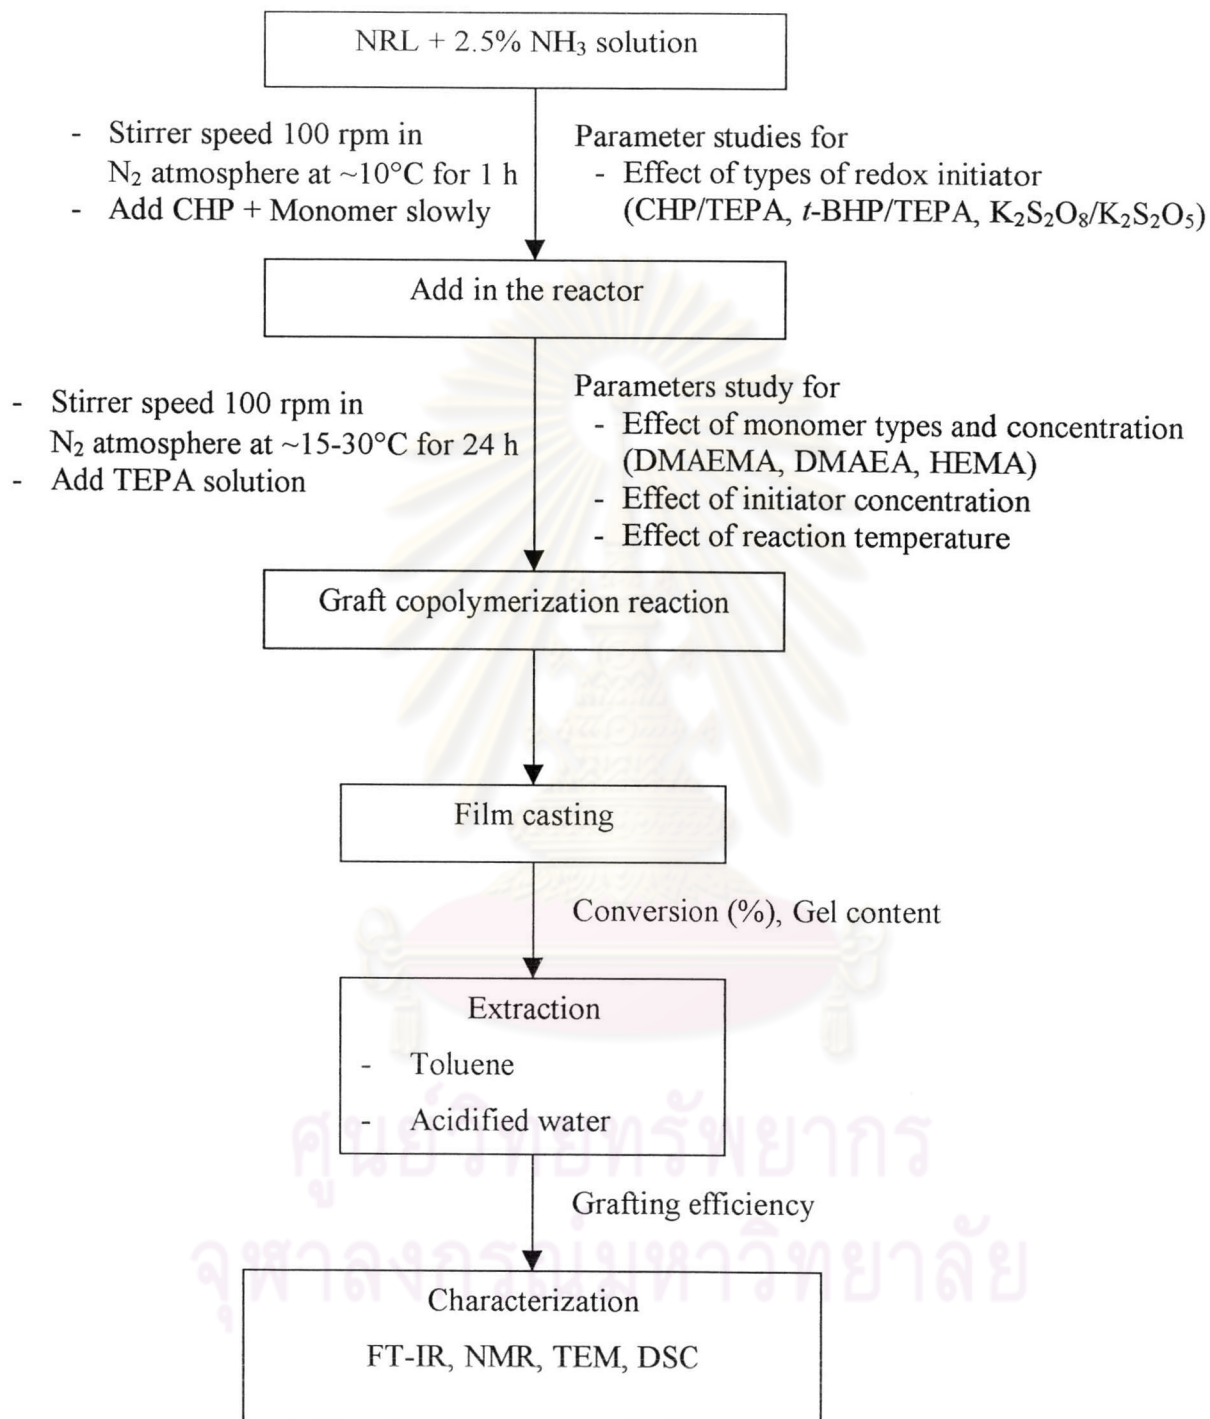 NRL + 2.5% NH₃ solution
- Stirrer speed 100 rpm in
N₂ atmosphere at ~10°C for 1 h
- Add CHP + Monomer slowly
Parameter studies for
- Effect of types of redox initiator
(CHP/TEPA, t-BHP/TEPA, K₂S₂O₈/K₂S₂O₅)
Add in the reactor
- Stirrer speed 100 rpm in
N₂ atmosphere at ~15-30°C for 24 h
- Add TEPA solution
Parameters study for
- Effect of monomer types and concentration
(DMAEMA, DMAEA, HEMA)
- Effect of initiator concentration
- Effect of reaction temperature
Graft copolymerization reaction
Film casting
Conversion (%), Gel content
Extraction
- Toluene
- Acidified water
Grafting efficiency
Characterization
FT-IR, NMR, TEM, DSC
ศูนย์วิทยทรัพยากร
จุฬาลงกรณ์มหาวิทยาลัย